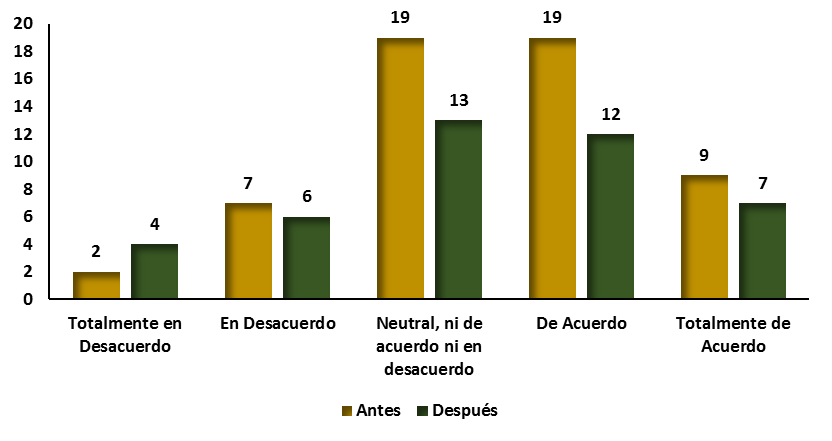 20
18
16
14
12
10
8
6
4
2
0
2
4
7
6
19
13
19
12
9
7
Totalmente en
Desacuerdo
En Desacuerdo
Neutral, ni de
acuerdo ni en
desacuerdo
De Acuerdo
Totalmente de
Acuerdo
Antes
Después